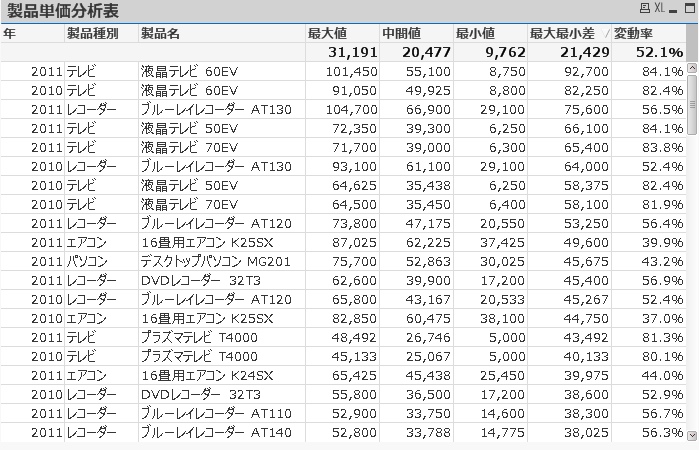 製品単価分析表 XL
年 製品種別 製品名 最大値 中間値 最小値 最大最小差 変動率
31,191 20,477 9,762 21,429 52.1%
2011 テレビ 液晶テレビ 60EV 101,450 55,100 8,750 92,700 84.1%
2010 テレビ 液晶テレビ 60EV 91,050 49,925 8,800 82,250 82.4%
2011 レコーダー ブルーレイレコーダー AT130 104,700 66,900 29,100 75,600 56.5%
2011 テレビ 液晶テレビ 50EV 72,350 39,300 6,250 66,100 84.1%
2011 テレビ 液晶テレビ 70EV 71,700 39,000 6,300 65,400 83.8%
2010 レコーダー ブルーレイレコーダー AT130 93,100 61,100 29,100 64,000 52.4%
2010 テレビ 液晶テレビ 50EV 64,625 35,438 6,250 58,375 82.4%
2010 テレビ 液晶テレビ 70EV 64,500 35,450 6,400 58,100 81.9%
2011 レコーダー ブルーレイレコーダー AT120 73,800 47,175 20,550 53,250 56.4%
2011 エアコン 16畳用エアコン K25SX 87,025 62,225 37,425 49,600 39.9%
2011 パソコン デスクトップパソコン MG201 75,700 52,863 30,025 45,675 43.2%
2011 レコーダー DVDレコーダー 32T3 62,600 39,900 17,200 45,400 56.9%
2010 レコーダー ブルーレイレコーダー AT120 65,800 43,167 20,533 45,267 52.4%
2010 エアコン 16畳用エアコン K25SX 82,850 60,475 38,100 44,750 37.0%
2011 テレビ プラズマテレビ T4000 48,492 26,746 5,000 43,492 81.3%
2010 テレビ プラズマテレビ T4000 45,133 25,067 5,000 40,133 80.1%
2011 エアコン 16畳用エアコン K24SX 65,425 45,438 25,450 39,975 44.0%
2010 レコーダー DVDレコーダー 32T3 55,800 36,500 17,200 38,600 52.9%
2011 レコーダー ブルーレイレコーダー AT110 52,900 33,750 14,600 38,300 56.7%
2011 レコーダー ブルーレイレコーダー AT140 52,800 33,788 14,775 38,025 56.3%